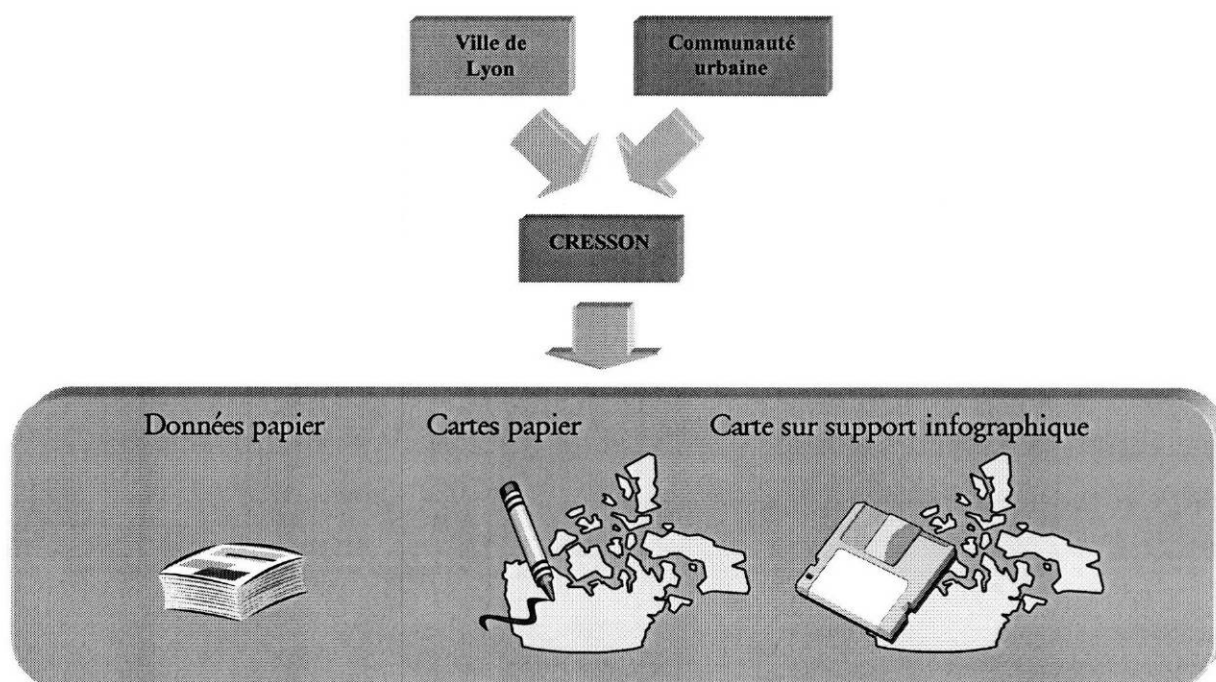 Ville de
Lyon
Communauté
urbaine
CRESSON
Données papier
Cartes papier
Carte sur support infographique